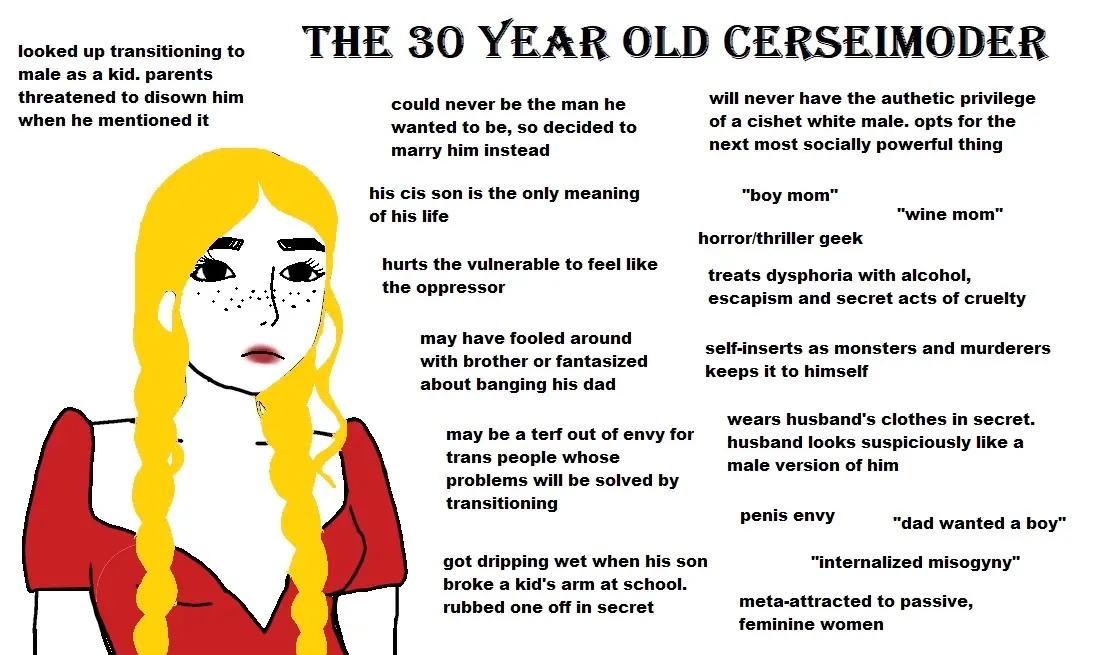 THE 30 YEAR OLD CERSEIMODER
looked up transitioning to
male as a kid. parents
threatened to disown him
when he mentioned it
could never be the man he
wanted to be, so decided to
marry him instead
his cis son is the only meaning
of his life
hurts the vulnerable to feel like
the oppressor
may have fooled around
with brother or fantasized
about banging his dad
may be a terf out of envy for
trans people whose
problems will be solved by
transitioning
got dripping wet when his son
broke a kid's arm at school.
rubbed one off in secret
will never have the authetic privilege
of a cishet white male. opts for the
next most socially powerful thing
"boy mom"
"wine mom"
horror/thriller geek
treats dysphoria with alcohol,
escapism and secret acts of cruelty
self-inserts as monsters and murderers
keeps it to himself
wears husband's clothes in secret.
husband looks suspiciously like a
male version of him
penis envy
"dad wanted a boy"
"internalized misogyny"
meta-attracted to passive,
feminine women